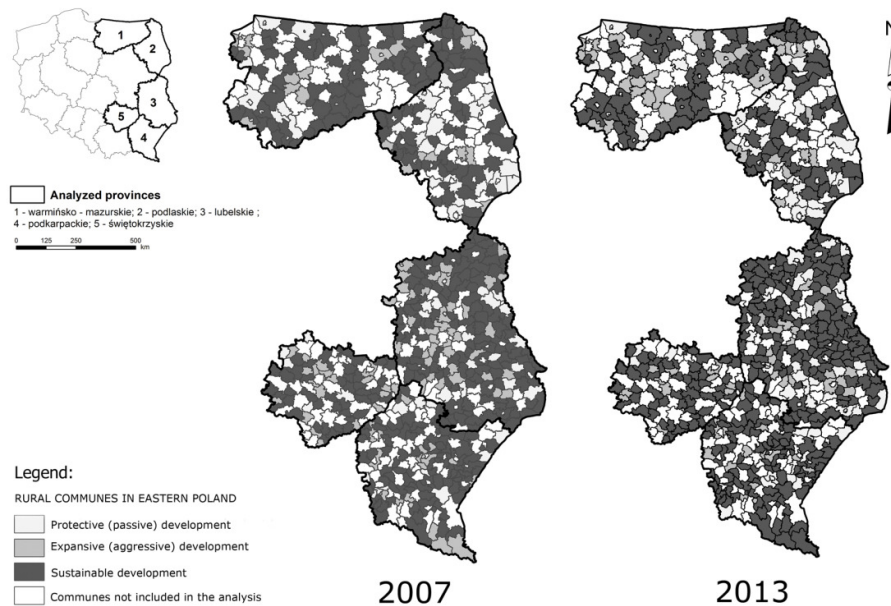 1
2
3
5
4
Analyzed provinces
1 - warmińsko - mazurskie; 2 - podlaskie; 3 - lubelskie ;
4 - podkarpackie; 5 - świętokrzyskie
0 125 250 500
km
Legend:
RURAL COMMUNES IN EASTERN POLAND
Protective (passive) development
Expansive (aggressive) development
Sustainable development
Communes not included in the analysis
2007
2013